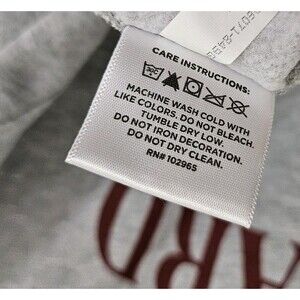 CARE INSTRUCTIONS:
MACHINE WASH COLD WITH
LIKE COLORS. DO NOT BLEACH.
TUMBLE DRY LOW.
DO NOT IRON DECORATION.
DO NOT DRY CLEAN.
RN# 102965